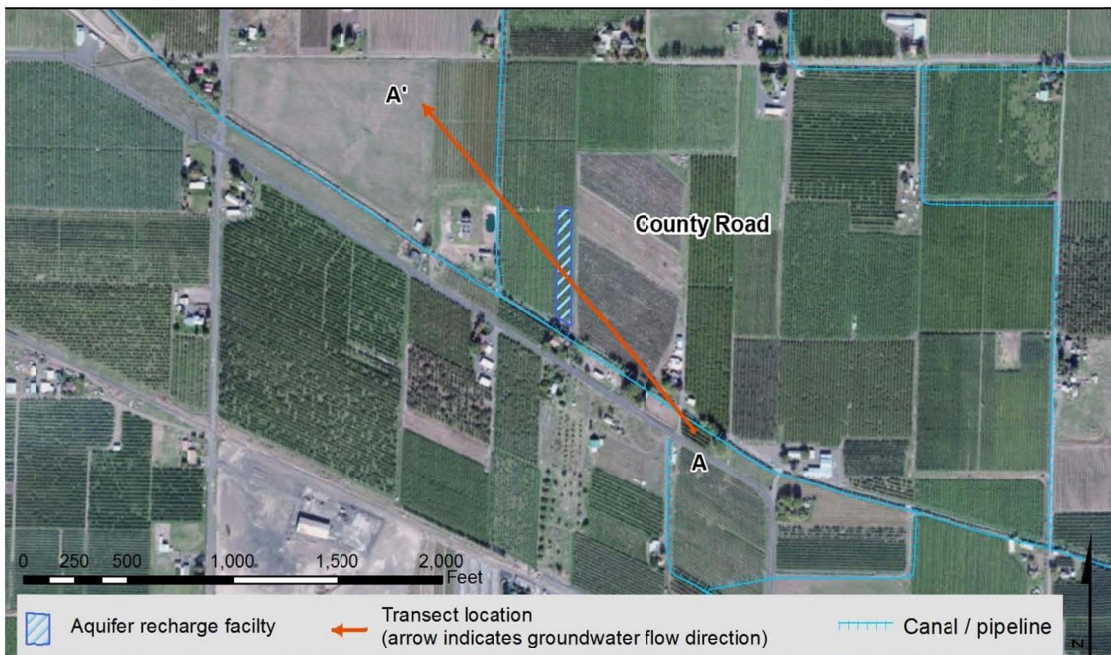 A'
County Road
A
0 250 500 1,000 1,500 2,000
Feet
Aquifer recharge facilty
Transect location
(arrow indicates groundwater flow direction)
Canal / pipeline
N